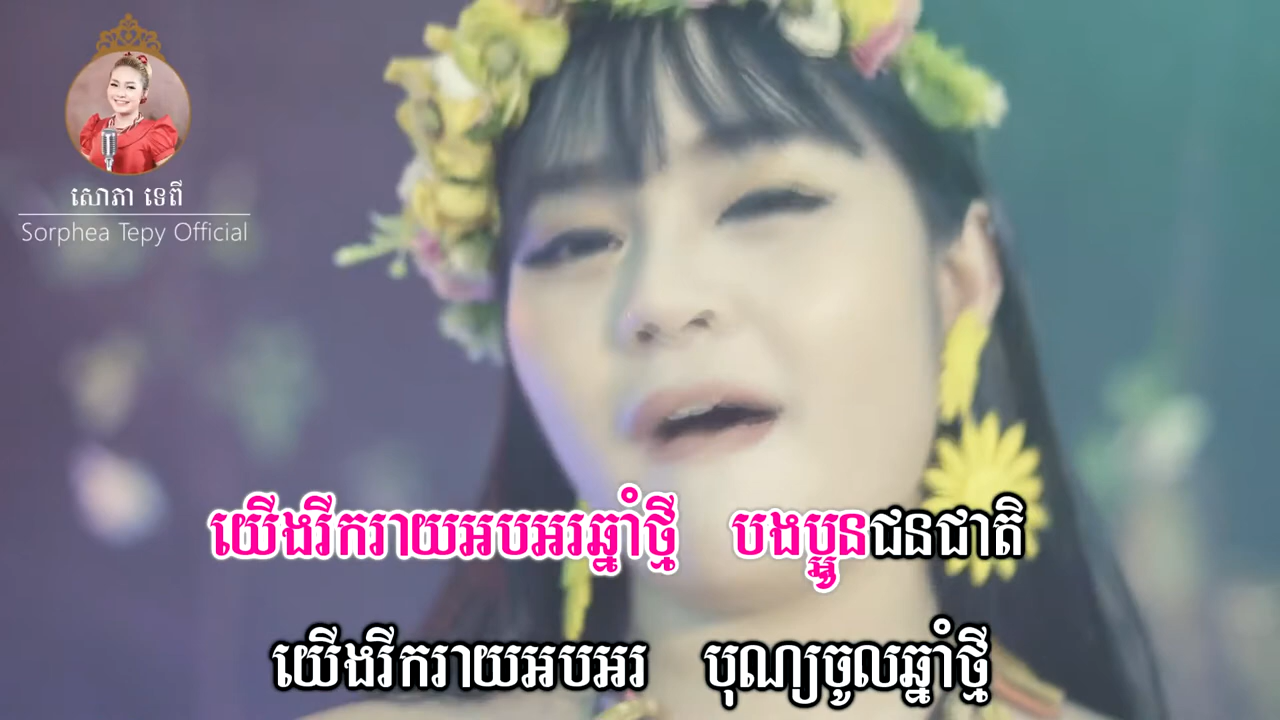 សោភា ទេពី
Sorphea Tepy Official
យើងរីករាយអបអរឆ្នាំថ្មី បងប្អូនជនជាតិ
យើងរីករាយអបអរ បុណ្យចូលឆ្នាំថ្មី